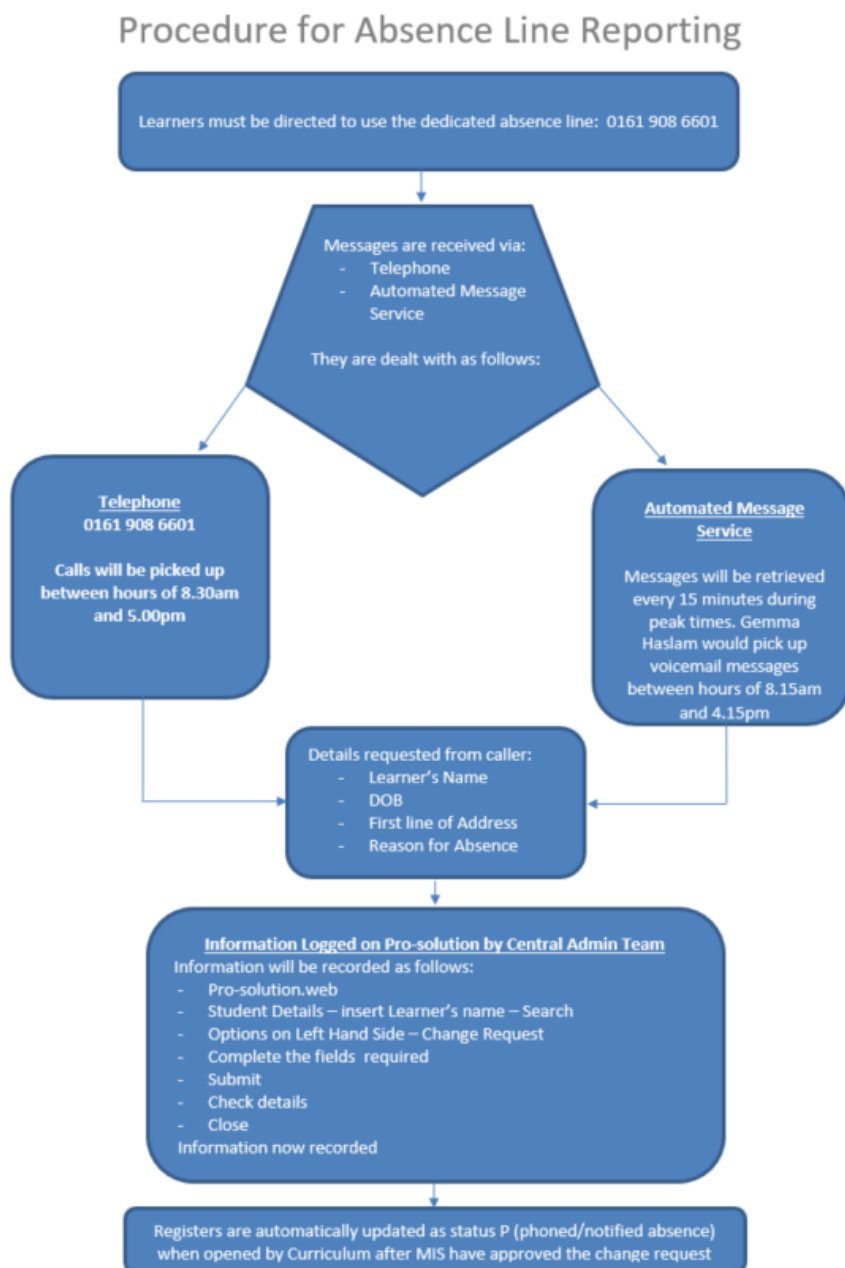 Procedure for Absence Line Reporting
Learners must be directed to use the dedicated absence line: 0161 908 6601
Messages are received via:
- Telephone
- Automated Message
Service
They are dealt with as follows:
Telephone
0161 908 6601
Calls will be picked up
between hours of 8.30am
and 5.00pm
Automated Message
Service
Messages will be retrieved
every 15 minutes during
peak times. Gemma
Haslam would pick up
voicemail messages
between hours of 8.15am
and 4.15pm
Details requested from caller:
- Learner's Name
- DOB
- First line of Address
- Reason for Absence
Information Logged on Pro-solution by Central Admin Team
Information will be recorded as follows:
- Pro-solution.web
- Student Details – insert Learner's name – Search
- Options on Left Hand Side – Change Request
- Complete the fields required
- Submit
- Check details
- Close
Information now recorded
Registers are automatically updated as status P (phoned/notified absence)
when opened by Curriculum after MIS have approved the change request